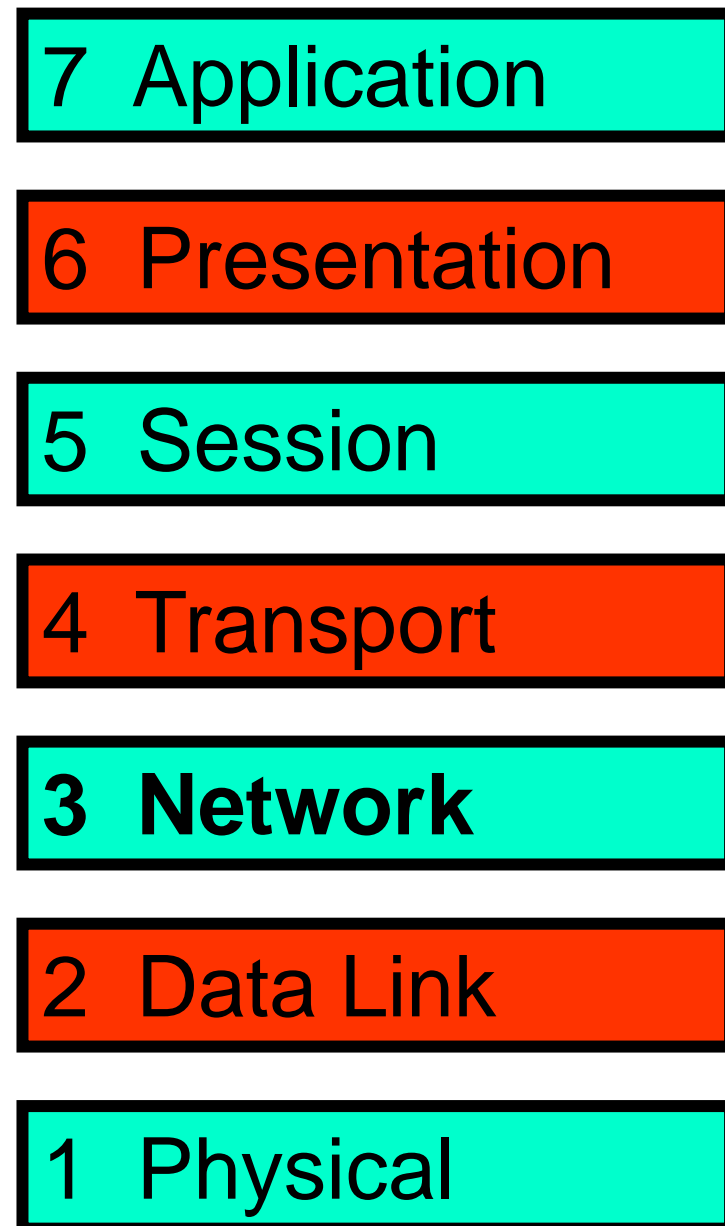 7 Application
6 Presentation
5 Session
4 Transport
3 Network
2 Data Link
1 Physical